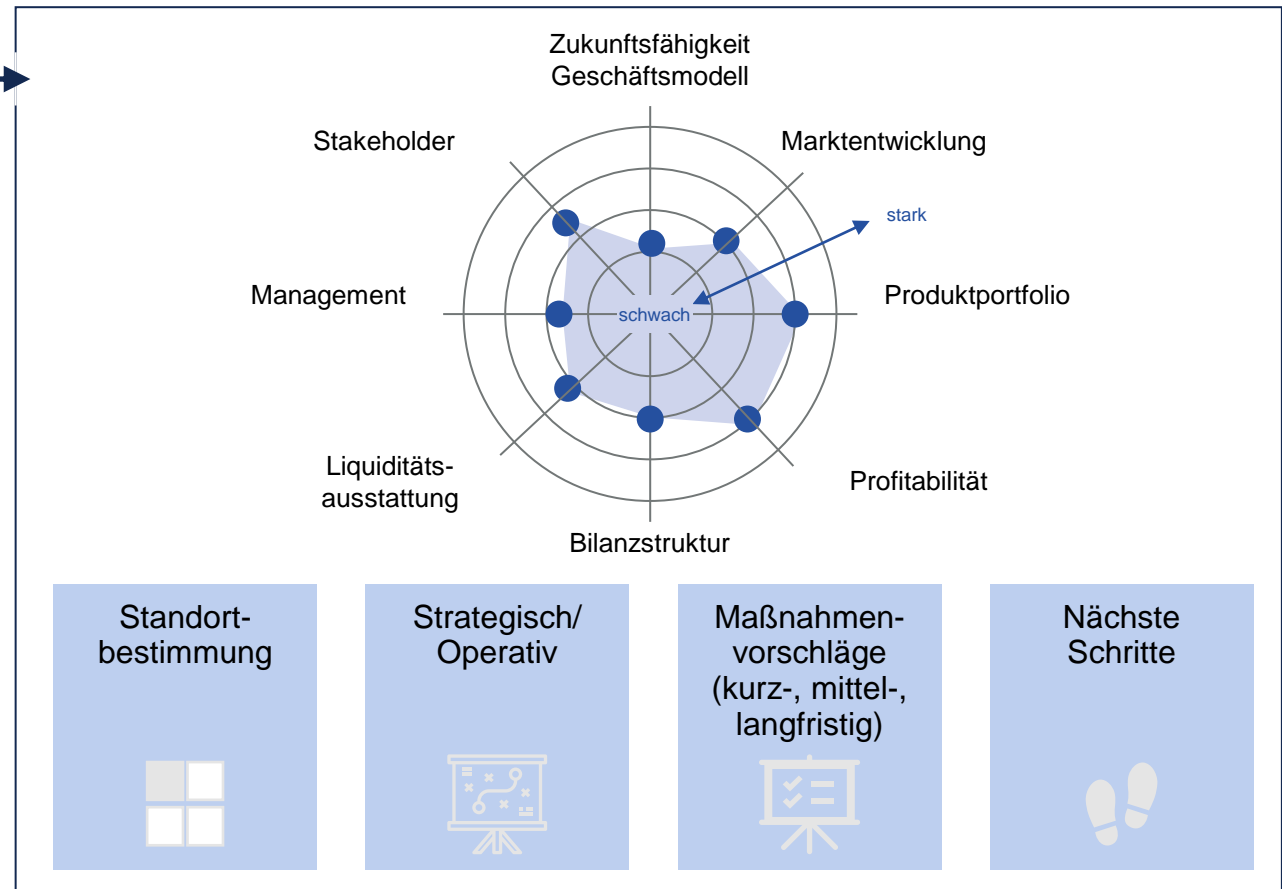 Zukunftsfähigkeit
Geschäftsmodell
Stakeholder
Marktentwicklung
stark
Management
schwach
Produktportfolio
Liquiditäts-
ausstattung
Profitabilität
Bilanzstruktur
Standort-
bestimmung
Strategisch/
Operativ
Maßnahmen-
vorschläge
(kurz-, mittel-,
langfristig)
Nächste
Schritte